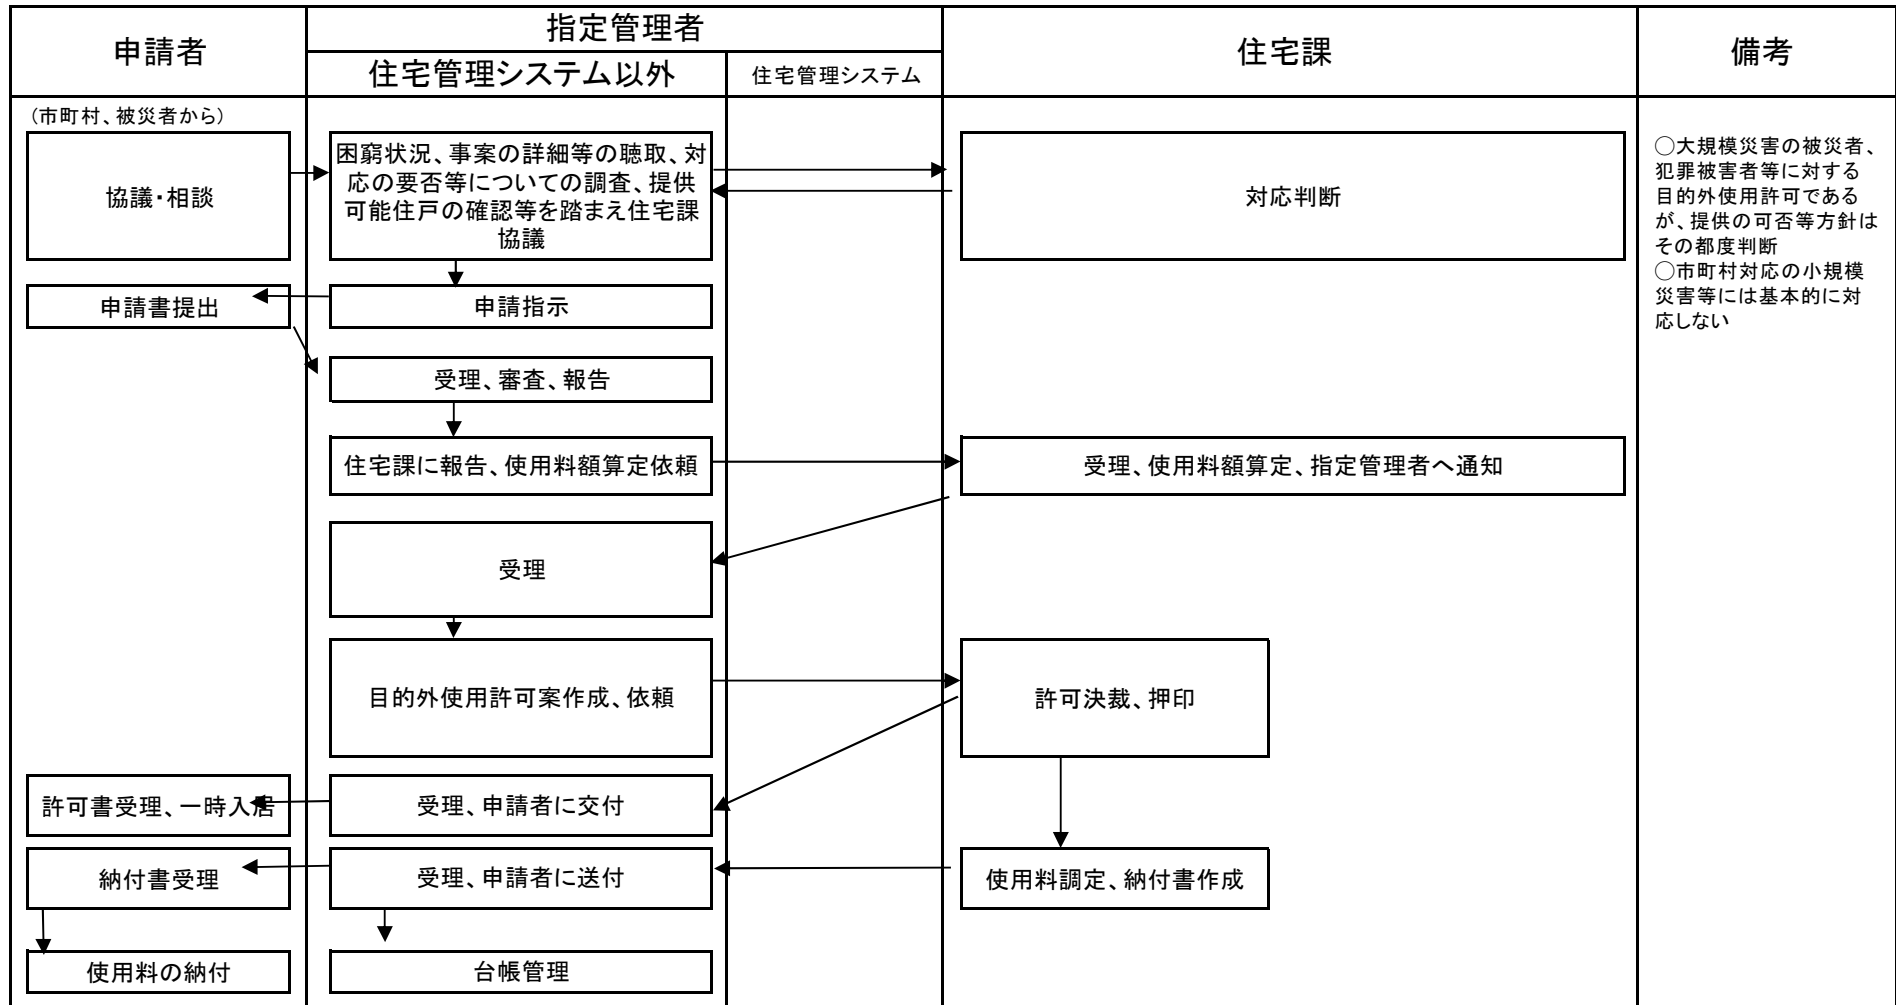 申請者
指定管理者
住宅課
備考
住宅管理システム以外
住宅管理システム
(市町村、被災者から)
協議・相談
困窮状況、事案の詳細等の聴取、対
応の要否等についての調査、提供
可能住戸の確認等を踏まえ住宅課
協議
対応判断
○大規模災害の被災者、
犯罪被害者等に対する
目的外使用許可である
が、提供の可否等方針は
その都度判断
○市町村対応の小規模
災害等には基本的に対
応しない
申請書提出
申請指示
受理、審査、報告
住宅課に報告、使用料額算定依頼
受理、使用料額算定、指定管理者へ通知
受理
目的外使用許可案作成、依頼
許可決裁、押印
許可書受理、一時入居
受理、申請者に交付
納付書受理
受理、申請者に送付
使用料調定、納付書作成
使用料の納付
台帳管理